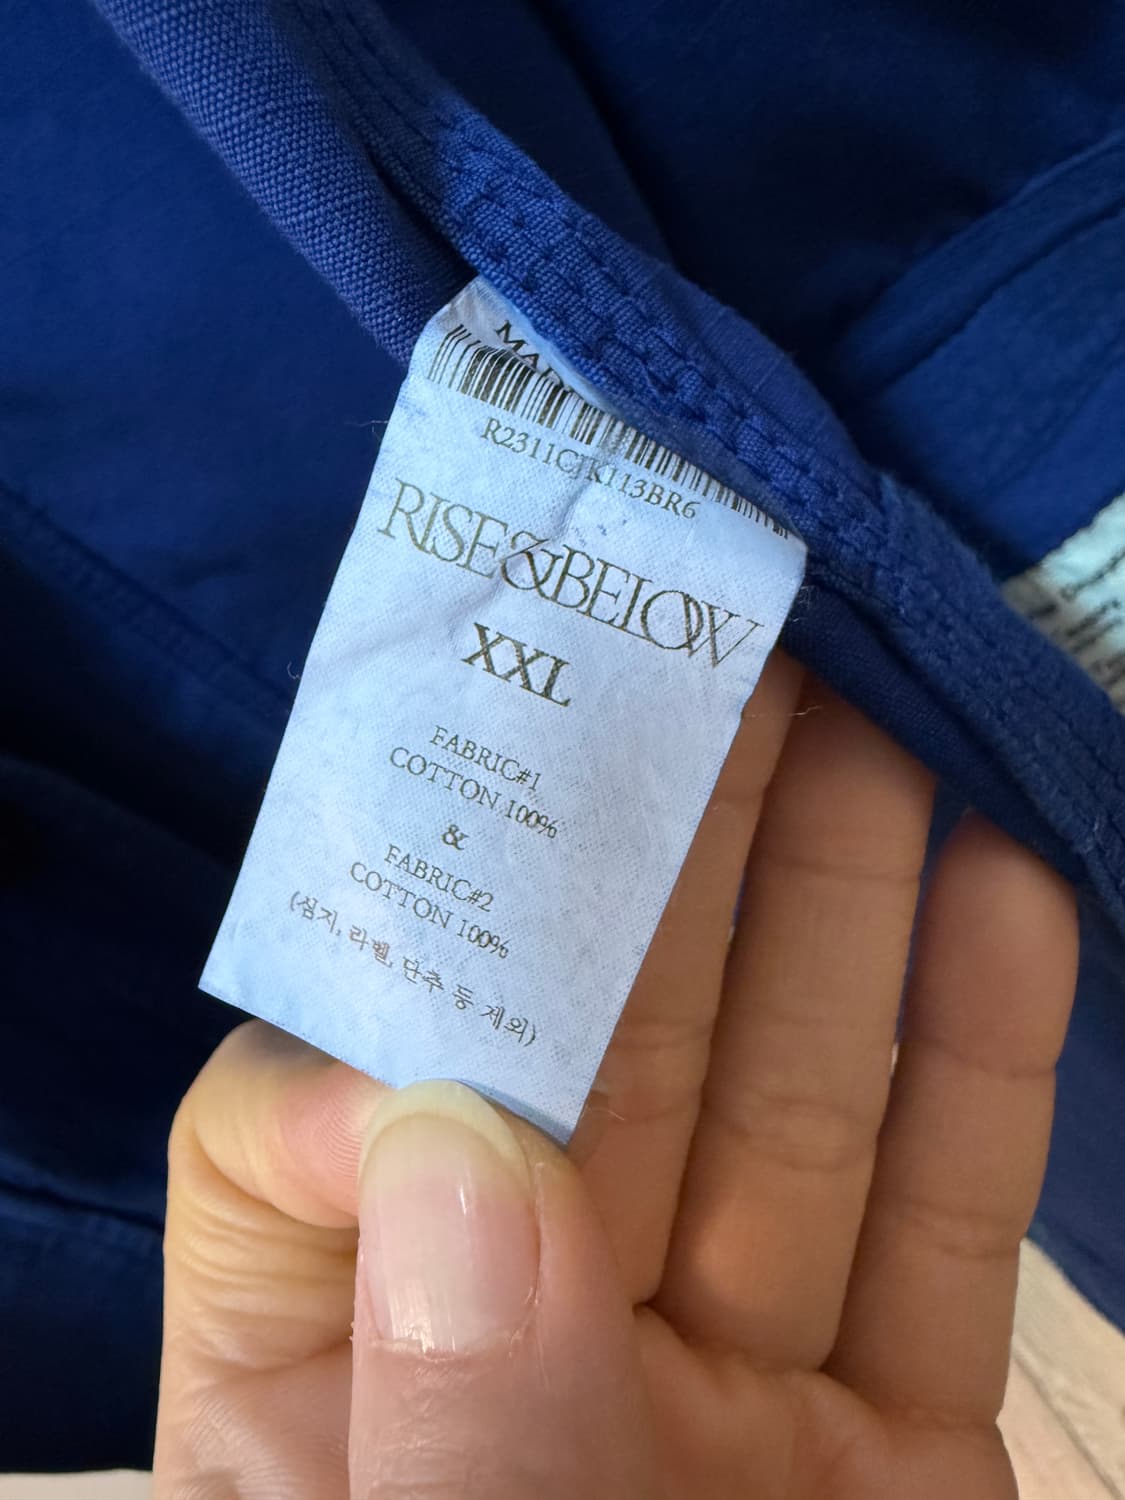 R2311CJK113BR6
RISE&BELOW
XXL
FABRIC#1
COTTON 100%
&
FABRIC#2
COTTON 100%
(심지, 라벨, 단추 등 제외)